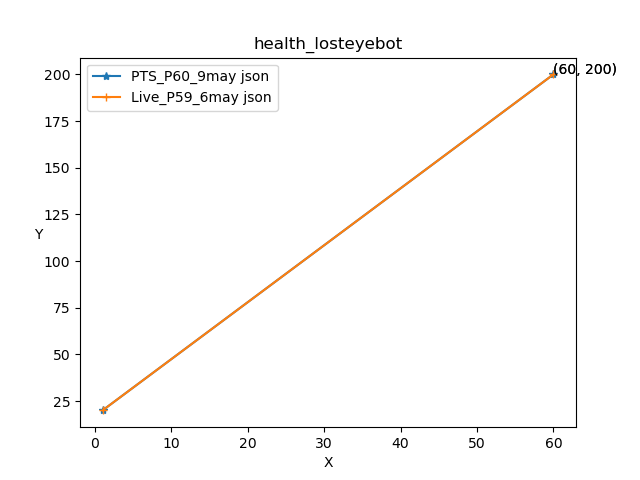 health_losteyebot
(60, 200)
PTS_P60_9may json
Live_P59_6may json
200
175
150
125
100
75
50
25
Y
0 10 20 30 40 50 60
X